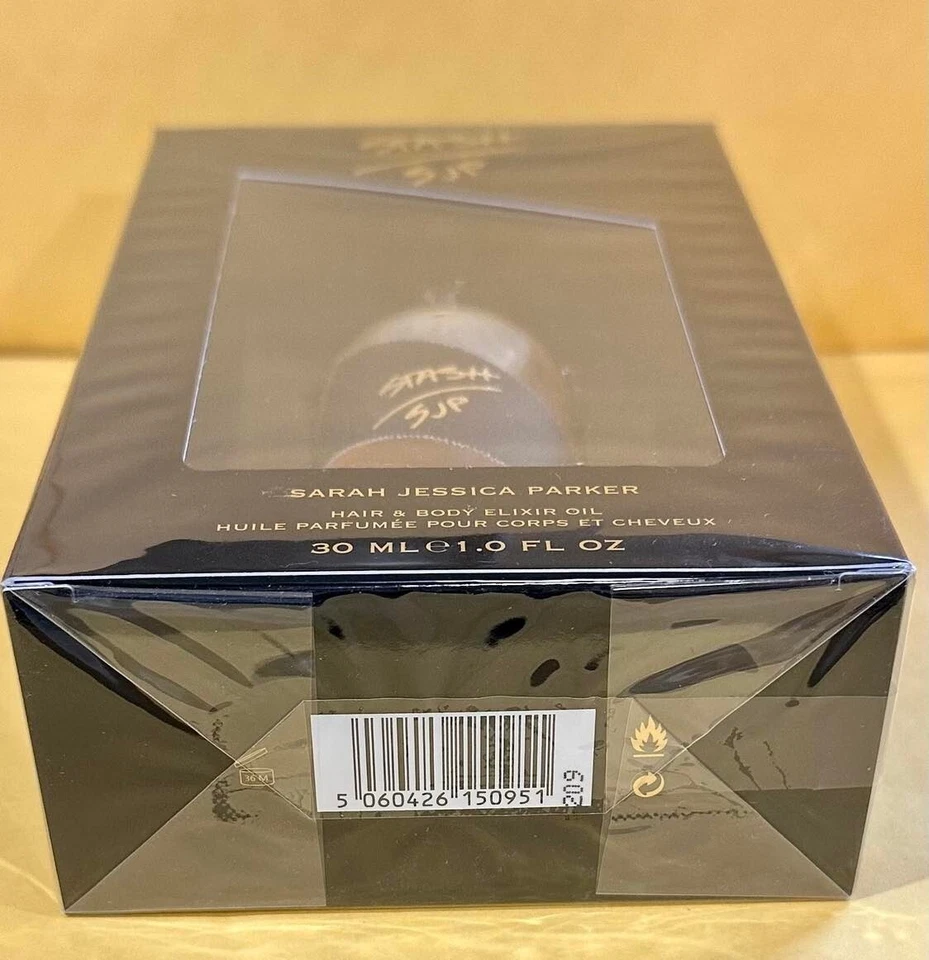 STASH
SJP
STASH
SJP
SARAH JESSICA PARKER
HAIR & BODY ELIXIR OIL
HUILE PARFUMÉE POUR CORPS ET CHEVEUX
30 ML ℮ 1.0 FL OZ
36 M
5 060426 150951